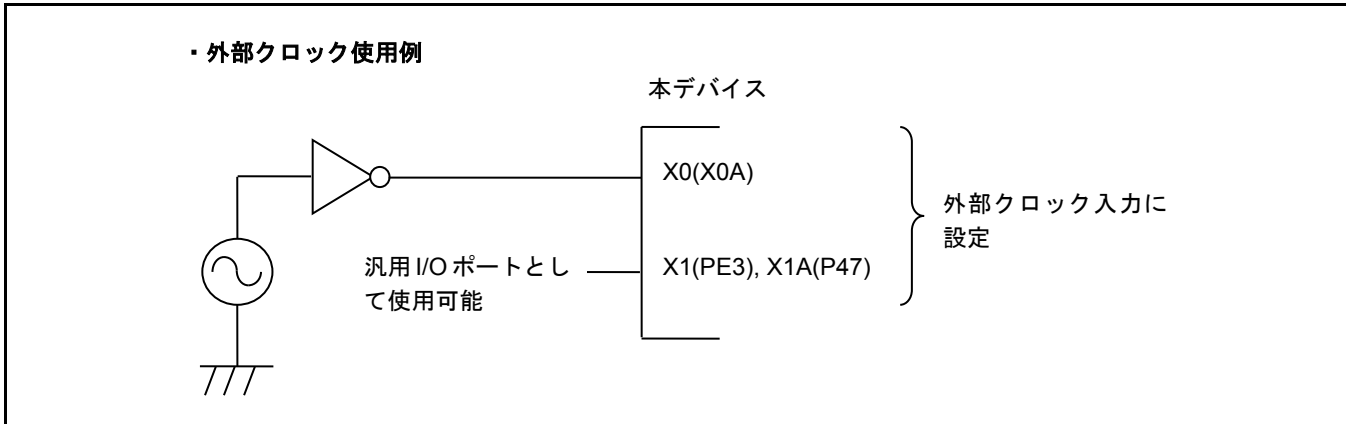 ・外部クロック使用例
本デバイス
X0(X0A)
外部クロック入力に
設定
汎用 I/O ポートとし
て使用可能
X1(PE3), X1A(P47)